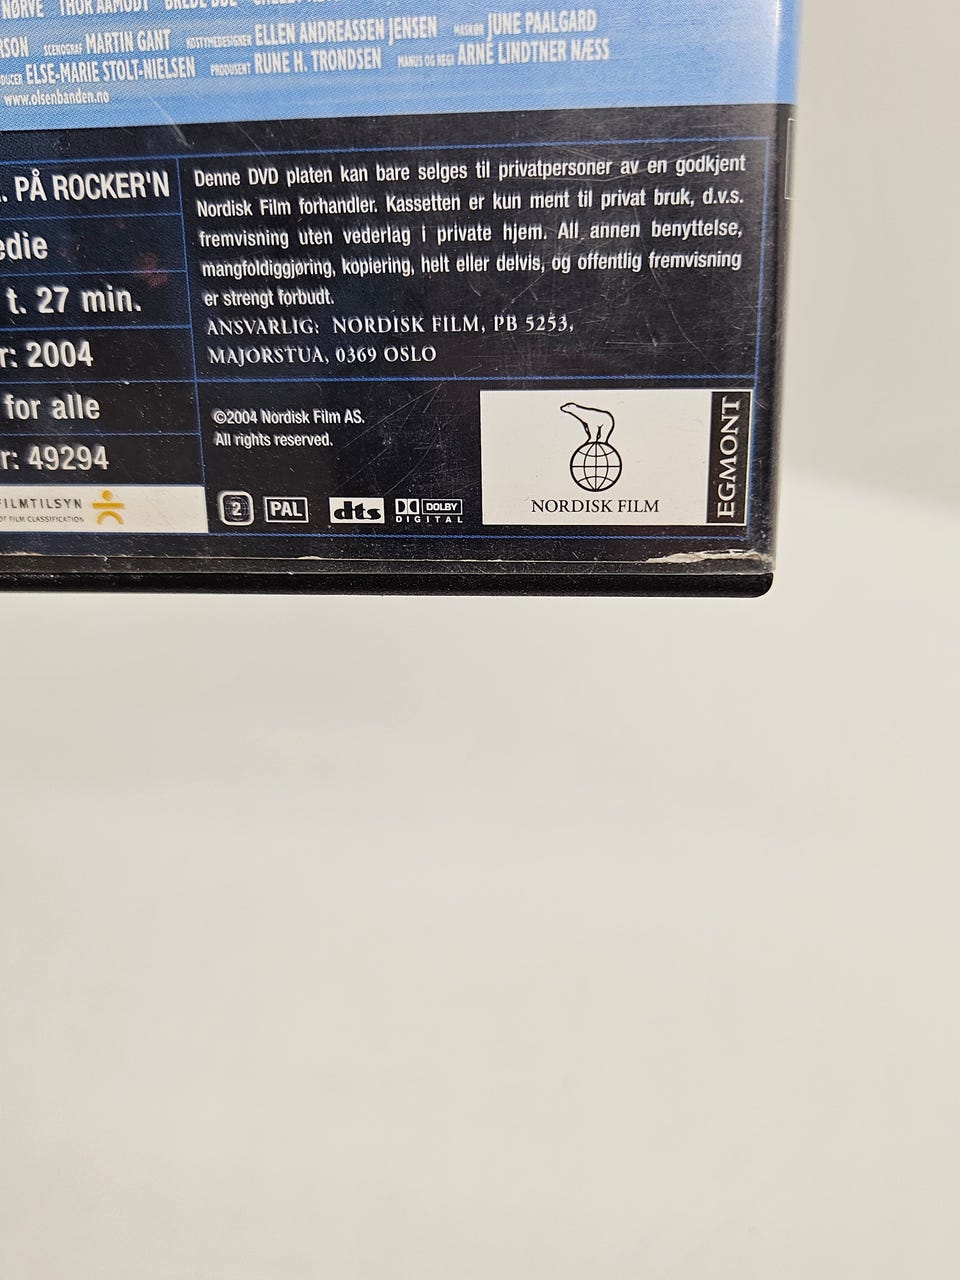 NØRVE THOR AAMODT BREDE BØE
RSON SCENOGRAF MARTIN GANT KOSTYMEDESIGNER ELLEN ANDREASSEN JENSEN MASKØR JUNE PAALGARD
DUCER ELSE-MARIE STOLT-NIELSEN PRODUSENT RUNE H. TRONDSEN MANUS OG REGI ARNE LINDTNER NÆSS
www.olsenbanden.no
. PÅ ROCKER'N
edie
t. 27 min.
r: 2004
for alle
r: 49294
FILMTILSYN
OF FILM CLASSIFICATION
Denne DVD platen kan bare selges til privatpersoner av en godkjent
Nordisk Film forhandler. Kassetten er kun ment til privat bruk, d.v.s.
fremvisning uten vederlag i private hjem. All annen benyttelse,
mangfoldiggjøring, kopiering, helt eller delvis, og offentlig fremvisning
er strengt forbudt.
ANSVARLIG: NORDISK FILM, PB 5253,
MAJORSTUA, 0369 OSLO
©2004 Nordisk Film AS.
All rights reserved.
2 PAL dts DOLBY
DIGITAL
NORDISK FILM
EGMONT